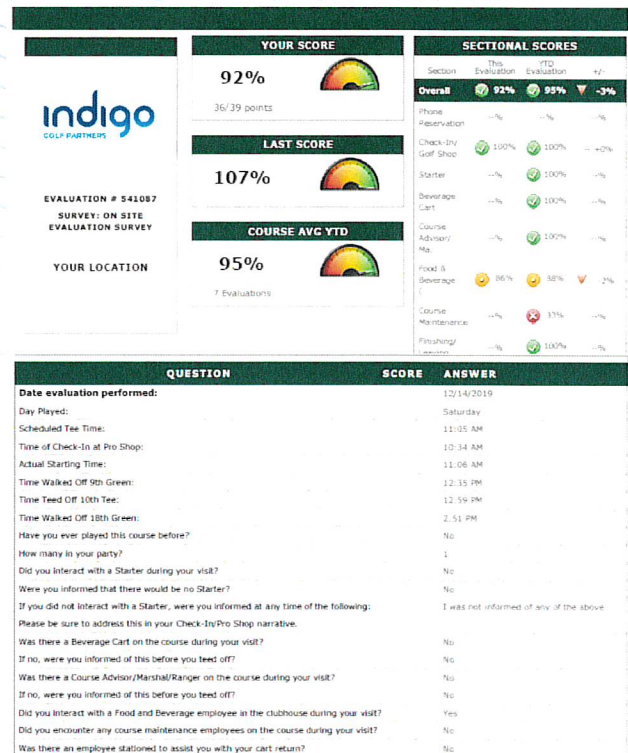 indigo
GOLF PARTNERS
EVALUATION # 541087
SURVEY: ON SITE
EVALUATION SURVEY
YOUR LOCATION
YOUR SCORE
92%
36/39 points
LAST SCORE
107%
COURSE AVG YTD
95%
7 Evaluations
SECTIONAL SCORES
Section This Evaluation YTD Evaluation +/-
Overall 92% 95% -3%
Phone Reservation --% --% --%
Check-In/ Golf Shop 100% 100% -- +0%
Starter --% 100% --%
Beverage Cart --% 100% --%
Course Advisor/ Ma. --% 100% --%
Food & Beverage ( 86% 88% -2%
Course Maintenance --% 33% --%
Finishing/ Leaving --% 100% --%
QUESTION SCORE ANSWER
Date evaluation performed: 12/14/2019
Day Played: Saturday
Scheduled Tee Time: 11:05 AM
Time of Check-In at Pro Shop: 10:34 AM
Actual Starting Time: 11:06 AM
Time Walked Off 9th Green: 12:35 PM
Time Teed Off 10th Tee: 12:59 PM
Time Walked Off 18th Green: 2:51 PM
Have you ever played this course before? No
How many in your party? 1
Did you interact with a Starter during your visit? No
Were you informed that there would be no Starter? No
If you did not interact with a Starter, were you informed at any time of the following: I was not informed of any of the above
Please be sure to address this in your Check-In/Pro Shop narrative.
Was there a Beverage Cart on the course during your visit? No
If no, were you informed of this before you teed off? No
Was there a Course Advisor/Marshal/Ranger on the course during your visit? No
If no, were you informed of this before you teed off? No
Did you interact with a Food and Beverage employee in the clubhouse during your visit? Yes
Did you encounter any course maintenance employees on the course during your visit? No
Was there an employee stationed to assist you with your cart return? No